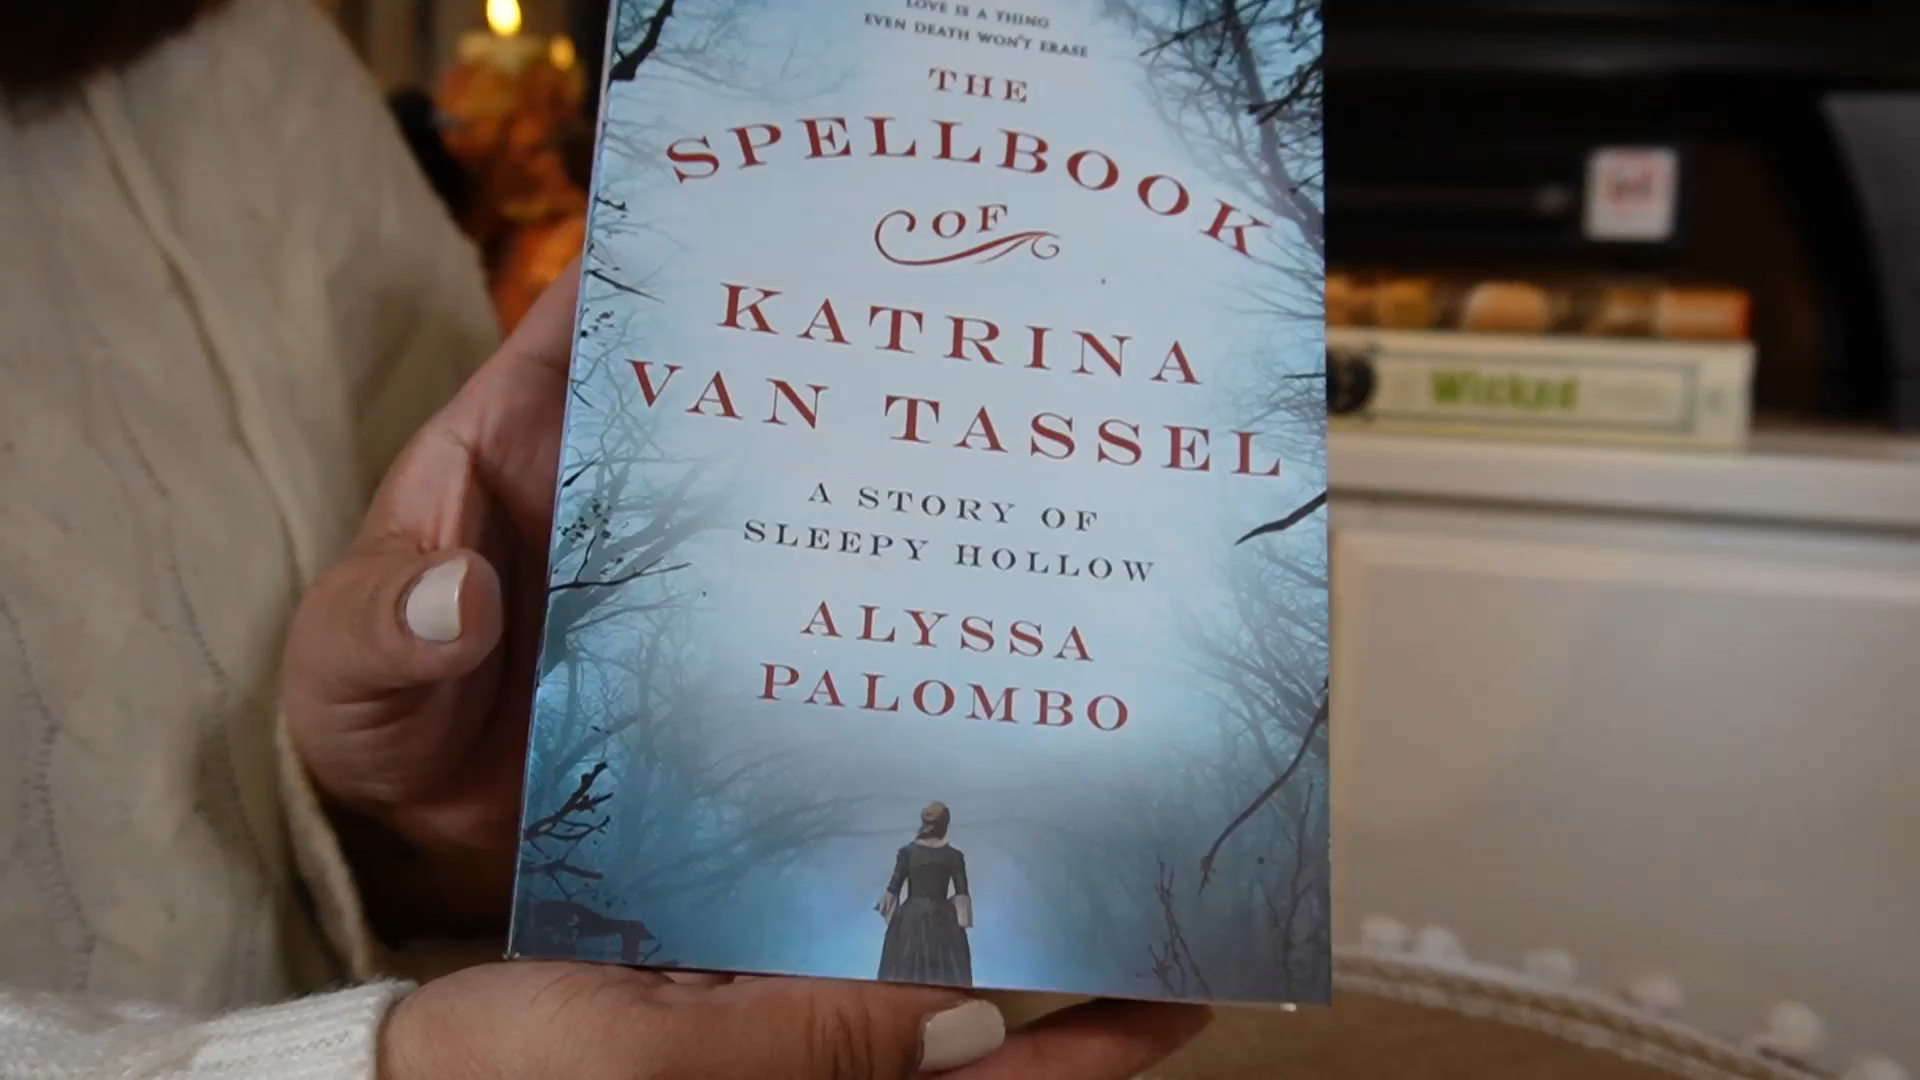 LOVE IS A THING
EVEN DEATH WON'T ERASE
THE
SPELLBOOK
OF
KATRINA
VAN TASSEL
A STORY OF
SLEEPY HOLLOW
ALYSSA
PALOMBO
Wicked